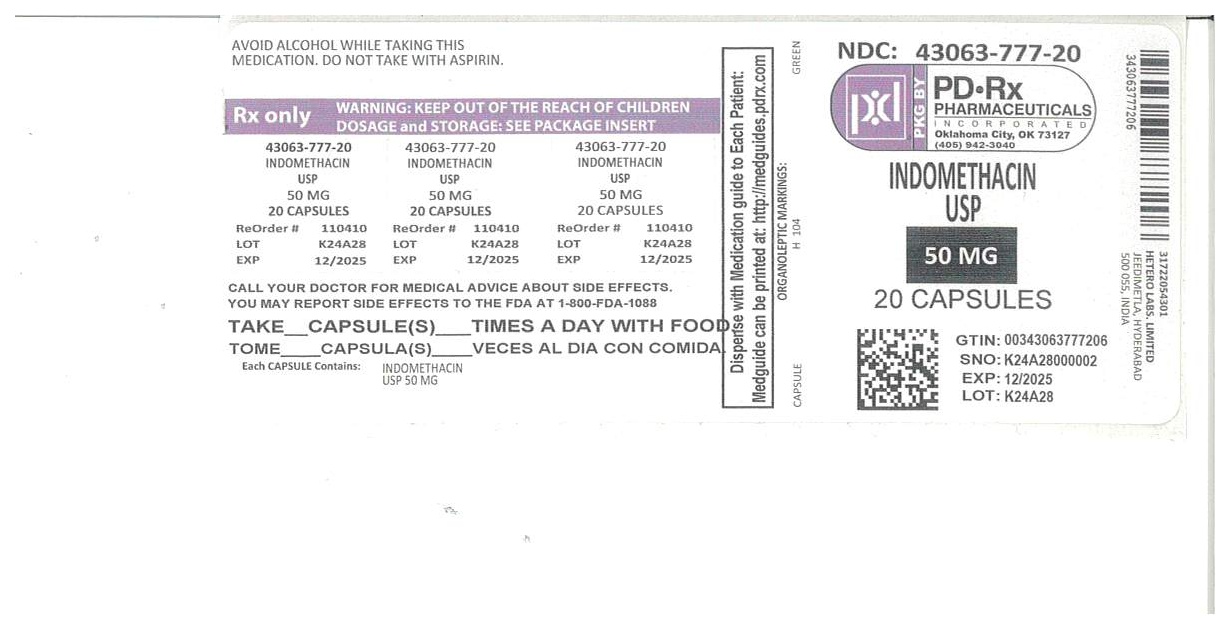 AVOID ALCOHOL WHILE TAKING THIS
MEDICATION. DO NOT TAKE WITH ASPIRIN.
Rx only
WARNING: KEEP OUT OF THE REACH OF CHILDREN
DOSAGE and STORAGE: SEE PACKAGE INSERT
43063-777-20
INDOMETHACIN
USP
50 MG
20 CAPSULES
ReOrder # 110410
LOT K24A28
EXP 12/2025
43063-777-20
INDOMETHACIN
USP
50 MG
20 CAPSULES
ReOrder # 110410
LOT K24A28
EXP 12/2025
43063-777-20
INDOMETHACIN
USP
50 MG
20 CAPSULES
ReOrder # 110410
LOT K24A28
EXP 12/2025
CALL YOUR DOCTOR FOR MEDICAL ADVICE ABOUT SIDE EFFECTS.
YOU MAY REPORT SIDE EFFECTS TO THE FDA AT 1-800-FDA-1088
TAKE__CAPSULE(S)___TIMES A DAY WITH FOOD
TOME____CAPSULA(S)____VECES AL DIA CON COMIDA.
Each CAPSULE Contains: INDOMETHACIN
USP 50 MG
Dispense with Medication guide to Each Patient:
Medguide can be printed at: http://medguides.pdrx.com
ORGANOLEPTIC MARKINGS:
CAPSULE H 104 GREEN
NDC: 43063-777-20
PKG BY
PD•Rx
PHARMACEUTICALS
INCORPORATED
Oklahoma City, OK 73127
(405) 942-3040
INDOMETHACIN
USP
50 MG
20 CAPSULES
GTIN: 00343063777206
SNO: K24A28000002
EXP: 12/2025
LOT: K24A28
343063777206
31722054301
HETERO LABS. LIMITED
JEEDIMETLA, HYDERABAD
500 055, INDIA